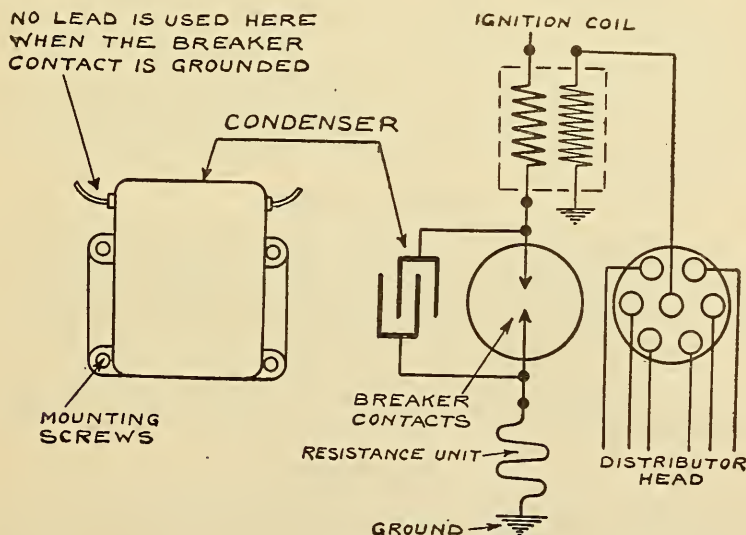 NO LEAD IS USED HERE
WHEN THE BREAKER
CONTACT IS GROUNDED
IGNITION COIL
CONDENSER
MOUNTING
SCREWS
BREAKER
CONTACTS
RESISTANCE UNIT
DISTRIBUTOR
HEAD
GROUND